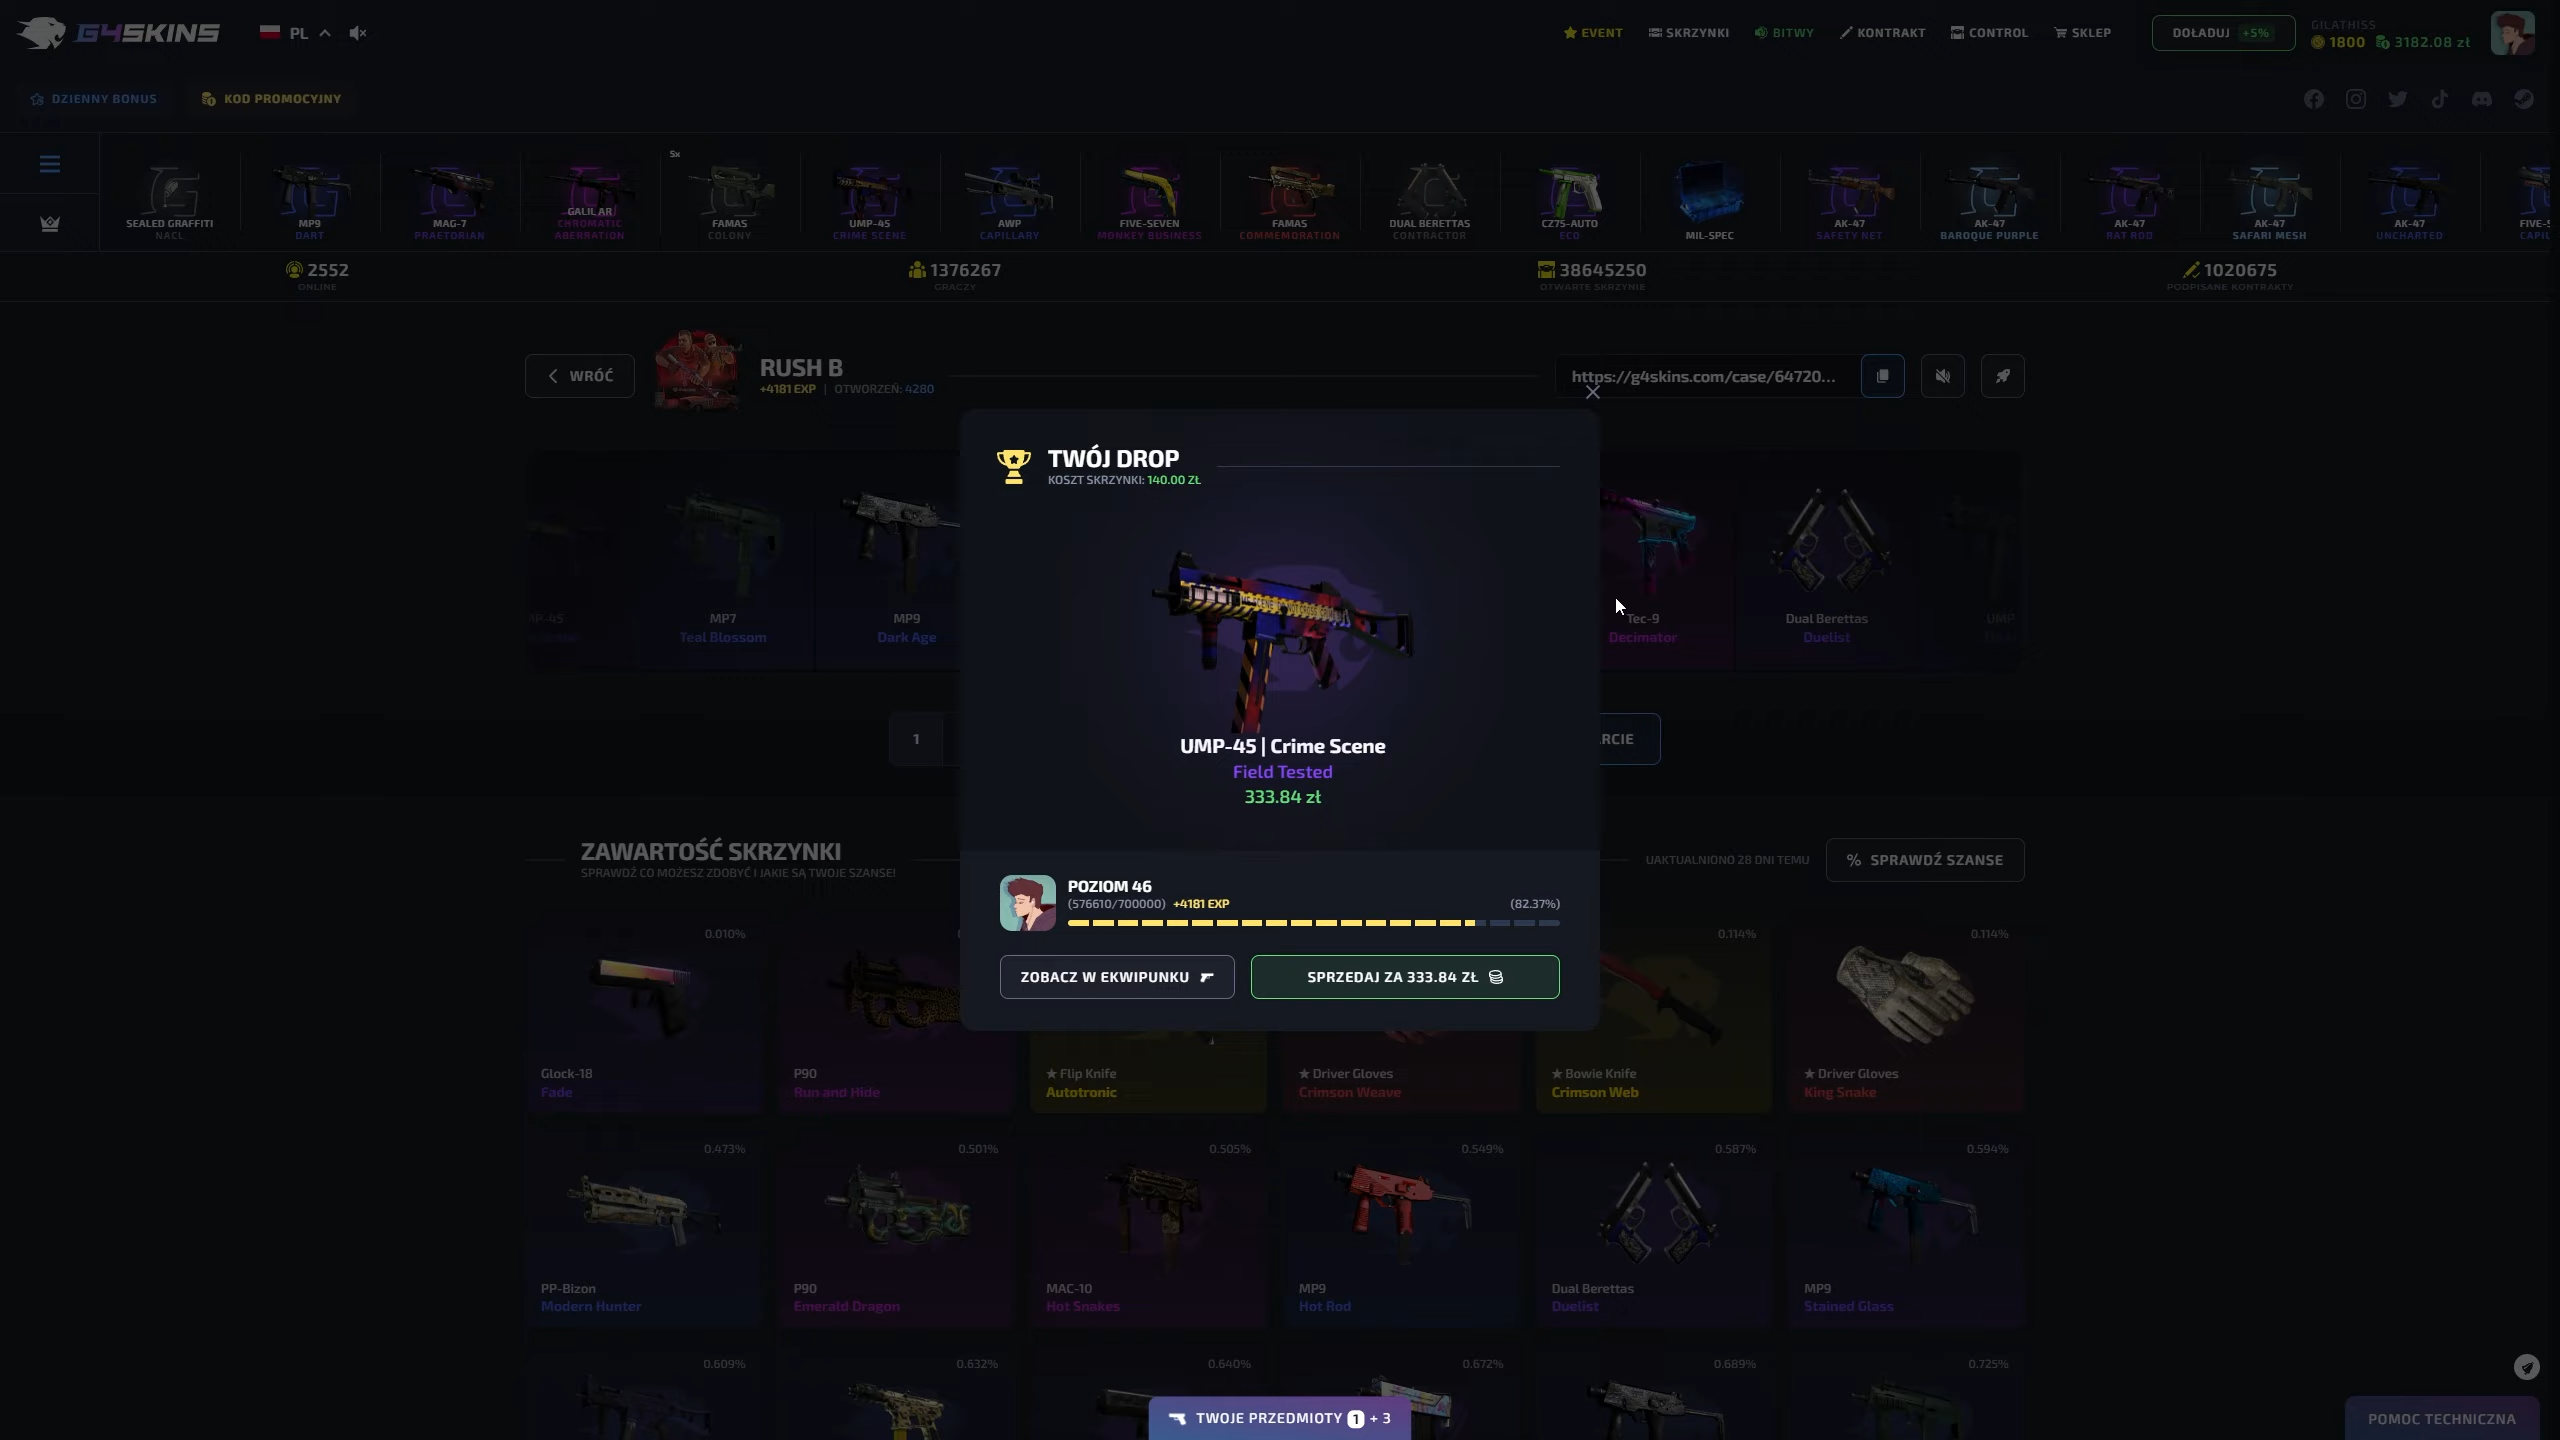 G4SKINS
PL
EVENT
SKRZYNKI
BITWY
KONTRAKT
CONTROL
SKLEP
DOŁADUJ +5%
GILATHISS
1800 3182.08 zł
DZIENNY BONUS
KOD PROMOCYJNY
SEALED GRAFFITI
NACL
MP9
DART
MAG-7
PRAETORIAN
GALIL AR
CHROMATIC
ABERRATION
5x
FAMAS
COLONY
UMP-45
CRIME SCENE
AWP
CAPILLARY
FIVE-SEVEN
MONKEY BUSINESS
FAMAS
COMMEMORATION
DUAL BERETTAS
CONTRACTOR
CZ75-AUTO
ECO
MIL-SPEC
AK-47
SAFETY NET
AK-47
BAROQUE PURPLE
AK-47
RAT ROD
AK-47
SAFARI MESH
AK-47
UNCHARTED
FIVE-S
CAPIL
2552
ONLINE
1376267
GRACZY
38645250
OTWARTE SKRZYNIE
1020675
PODPISANE KONTRAKTY
WRÓĆ
RUSH B
+4181 EXP | OTWORZEŃ: 4280
https://g4skins.com/case/64720...
TWÓJ DROP
KOSZT SKRZYNKI: 140.00 ZŁ
MP7
Teal Blossom
MP9
Dark Age
Tec-9
Decimator
Dual Berettas
Duelist
UMP
UMP-45 | Crime Scene
Field Tested
333.84 zł
1
RCIE
POZIOM 46
(576610/700000) +4181 EXP
(82.37%)
ZOBACZ W EKWIPUNKU
SPRZEDAJ ZA 333.84 ZŁ
ZAWARTOŚĆ SKRZYNKI
SPRAWDŹ CO MOŻESZ ZDOBYĆ I JAKIE SĄ TWOJE SZANSE!
UAKTUALNIONO 28 DNI TEMU
% SPRAWDŹ SZANSE
0.010%
Glock-18
Fade
P90
Run and Hide
★ Flip Knife
Autotronic
★ Driver Gloves
Crimson Weave
0.114%
★ Bowie Knife
Crimson Web
0.114%
★ Driver Gloves
King Snake
0.473%
PP-Bizon
Modern Hunter
0.501%
P90
Emerald Dragon
0.505%
MAC-10
Hot Snakes
0.549%
MP9
Hot Rod
0.587%
Dual Berettas
Duelist
0.594%
MP9
Stained Glass
0.609%
0.632%
0.640%
0.672%
0.689%
0.725%
TWOJE PRZEDMIOTY 1 + 3
POMOC TECHNICZNA